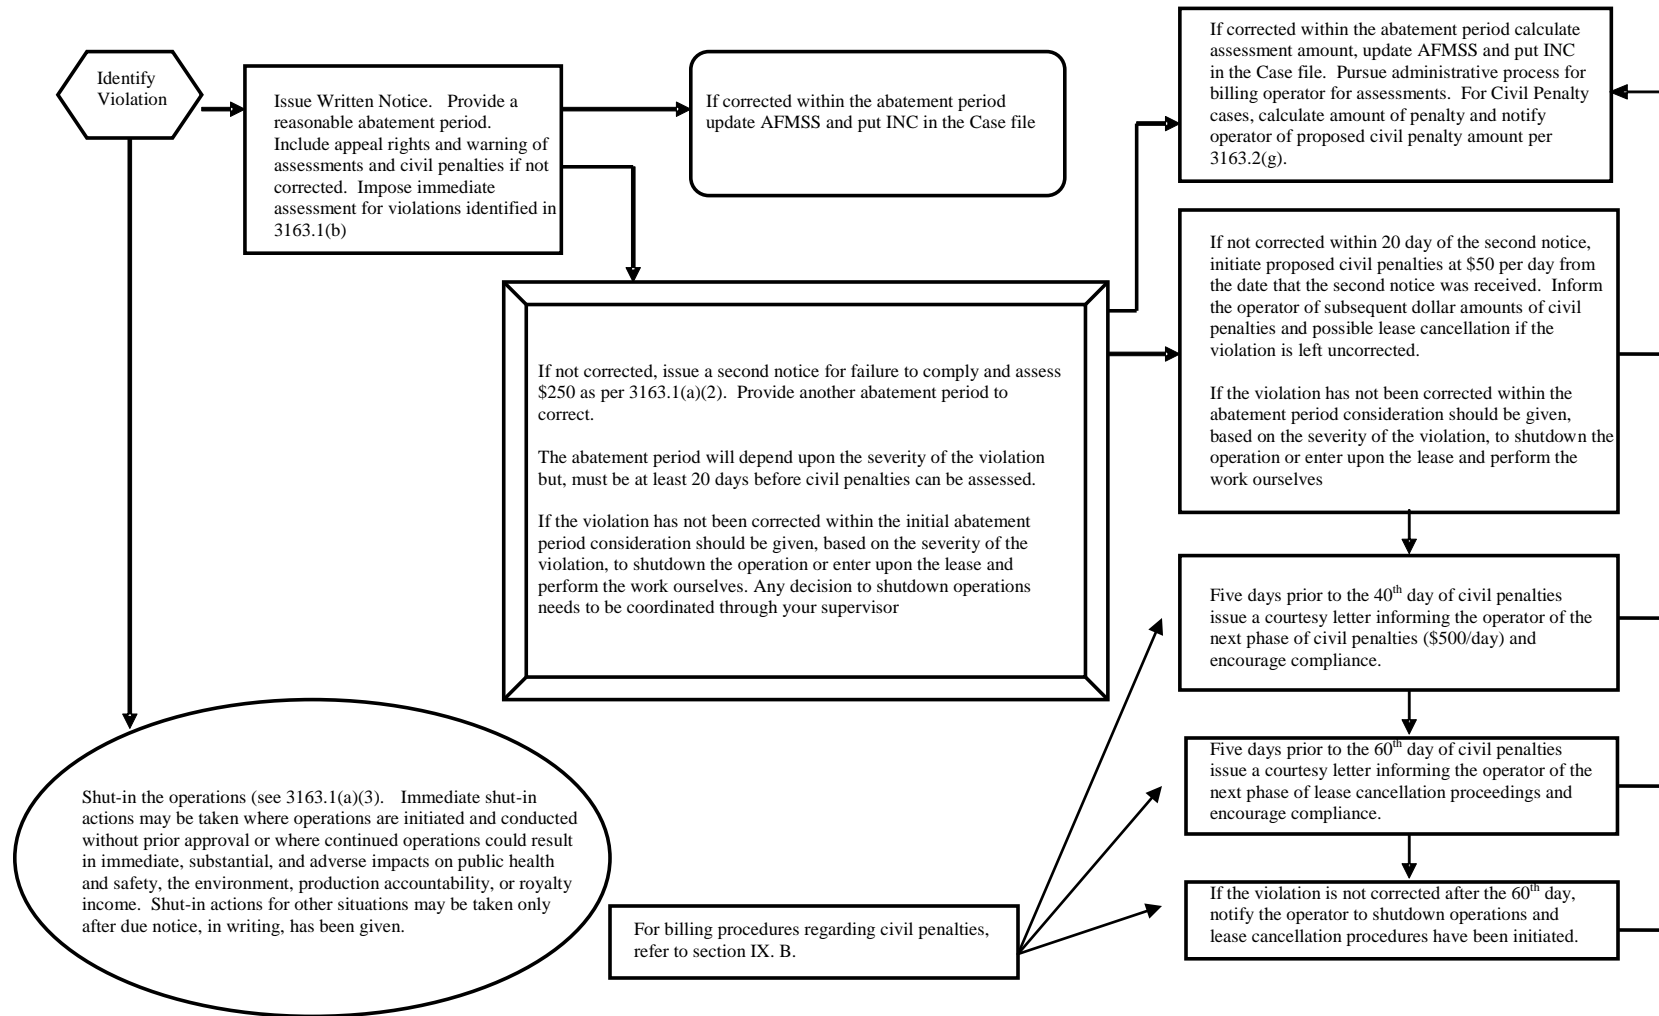 Identify
Violation
Issue Written Notice.   Provide a
reasonable abatement period.
Include appeal rights and warning of
assessments and civil penalties if not
corrected.  Impose immediate
assessment for violations identified in
3163.1(b)
If corrected within the abatement period
update AFMSS and put INC in the Case file
If corrected within the abatement period calculate
assessment amount, update AFMSS and put INC
in the Case file.  Pursue administrative process for
billing operator for assessments.  For Civil Penalty
cases, calculate amount of penalty and notify
operator of proposed civil penalty amount per
3163.2(g).
If not corrected, issue a second notice for failure to comply and assess
$250 as per 3163.1(a)(2).  Provide another abatement period to
correct.
The abatement period will depend upon the severity of the violation
but, must be at least 20 days before civil penalties can be assessed.
If the violation has not been corrected within the initial abatement
period consideration should be given, based on the severity of the
violation, to shutdown the operation or enter upon the lease and
perform the work ourselves. Any decision to shutdown operations
needs to be coordinated through your supervisor
If not corrected within 20 day of the second notice,
initiate proposed civil penalties at $50 per day from
the date that the second notice was received.  Inform
the operator of subsequent dollar amounts of civil
penalties and possible lease cancellation if the
violation is left uncorrected.
If the violation has not been corrected within the
abatement period consideration should be given,
based on the severity of the violation, to shutdown the
operation or enter upon the lease and perform the
work ourselves
Five days prior to the 40th day of civil penalties
issue a courtesy letter informing the operator of the
next phase of civil penalties ($500/day) and
encourage compliance.
Five days prior to the 60th day of civil penalties
issue a courtesy letter informing the operator of the
next phase of lease cancellation proceedings and
encourage compliance.
If the violation is not corrected after the 60th day,
notify the operator to shutdown operations and
lease cancellation procedures have been initiated.
Shut-in the operations (see 3163.1(a)(3).   Immediate shut-in
actions may be taken where operations are initiated and conducted
without prior approval or where continued operations could result
in immediate, substantial, and adverse impacts on public health
and safety, the environment, production accountability, or royalty
income.  Shut-in actions for other situations may be taken only
after due notice, in writing, has been given.
For billing procedures regarding civil penalties,
refer to section IX. B.